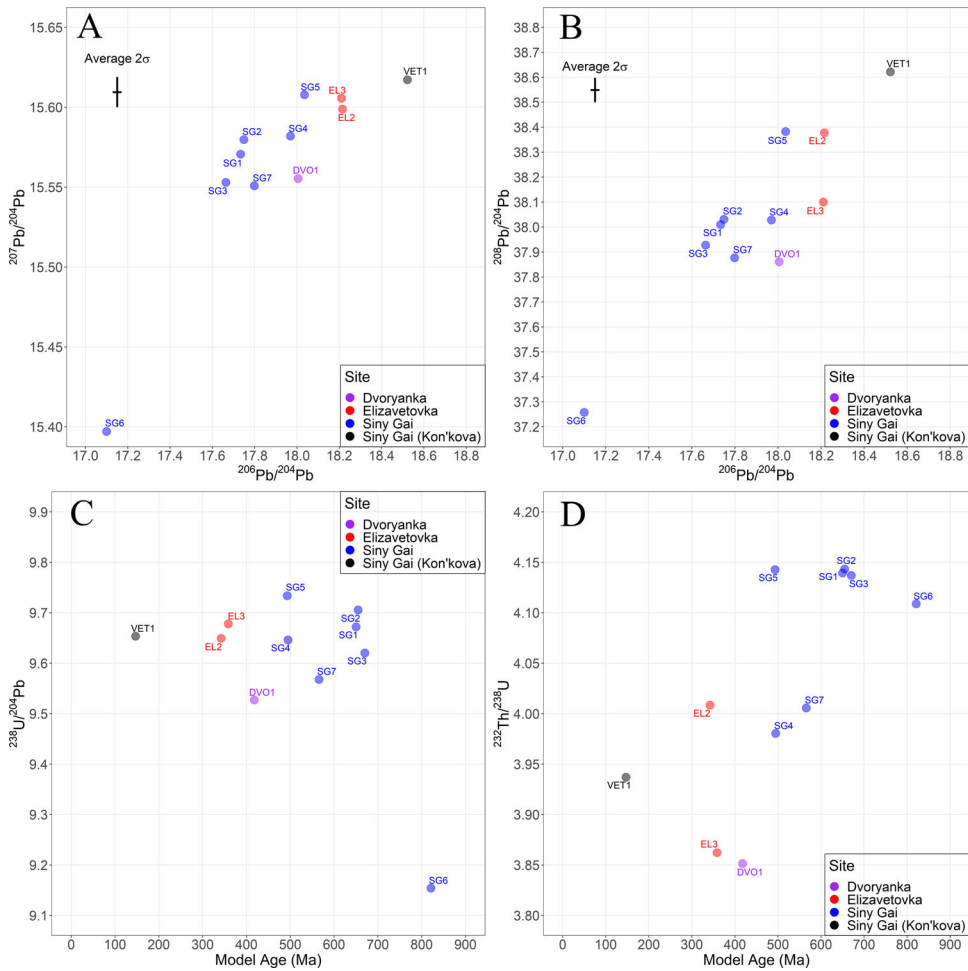 A
15.65
15.60
15.55
15.50
15.45
15.40
²⁰⁷Pb/²⁰⁴Pb
Average 2σ
VET1
SG5
EL3
EL2
SG2
SG4
SG1
SG3
SG7
DVO1
SG6
Site
Dvoryanka
Elizavetovka
Siny Gai
Siny Gai (Kon'kova)
17.0 17.2 17.4 17.6 17.8 18.0 18.2 18.4 18.6 18.8
²⁰⁶Pb/²⁰⁴Pb
B
38.8
38.7
38.6
38.5
38.4
38.3
38.2
38.1
38.0
37.9
37.8
37.7
37.6
37.5
37.4
37.3
37.2
²⁰⁸Pb/²⁰⁴Pb
Average 2σ
VET1
SG5
EL2
EL3
SG2
SG4
SG1
SG3
SG7
DVO1
SG6
Site
Dvoryanka
Elizavetovka
Siny Gai
Siny Gai (Kon'kova)
17.0 17.2 17.4 17.6 17.8 18.0 18.2 18.4 18.6 18.8
²⁰⁶Pb/²⁰⁴Pb
C
9.9
9.8
9.7
9.6
9.5
9.4
9.3
9.2
9.1
²³⁸U/²⁰⁴Pb
Site
Dvoryanka
Elizavetovka
Siny Gai
Siny Gai (Kon'kova)
SG5
EL3
VET1
EL2
SG4
SG2
SG1
SG3
SG7
DVO1
SG6
0 100 200 300 400 500 600 700 800 900
Model Age (Ma)
D
4.20
4.15
4.10
4.05
4.00
3.95
3.90
3.85
3.80
²³²Th/²³⁸U
SG2
SG5
SG1
SG3
SG6
EL2
SG7
SG4
VET1
EL3
DVO1
Site
Dvoryanka
Elizavetovka
Siny Gai
Siny Gai (Kon'kova)
0 100 200 300 400 500 600 700 800 900
Model Age (Ma)